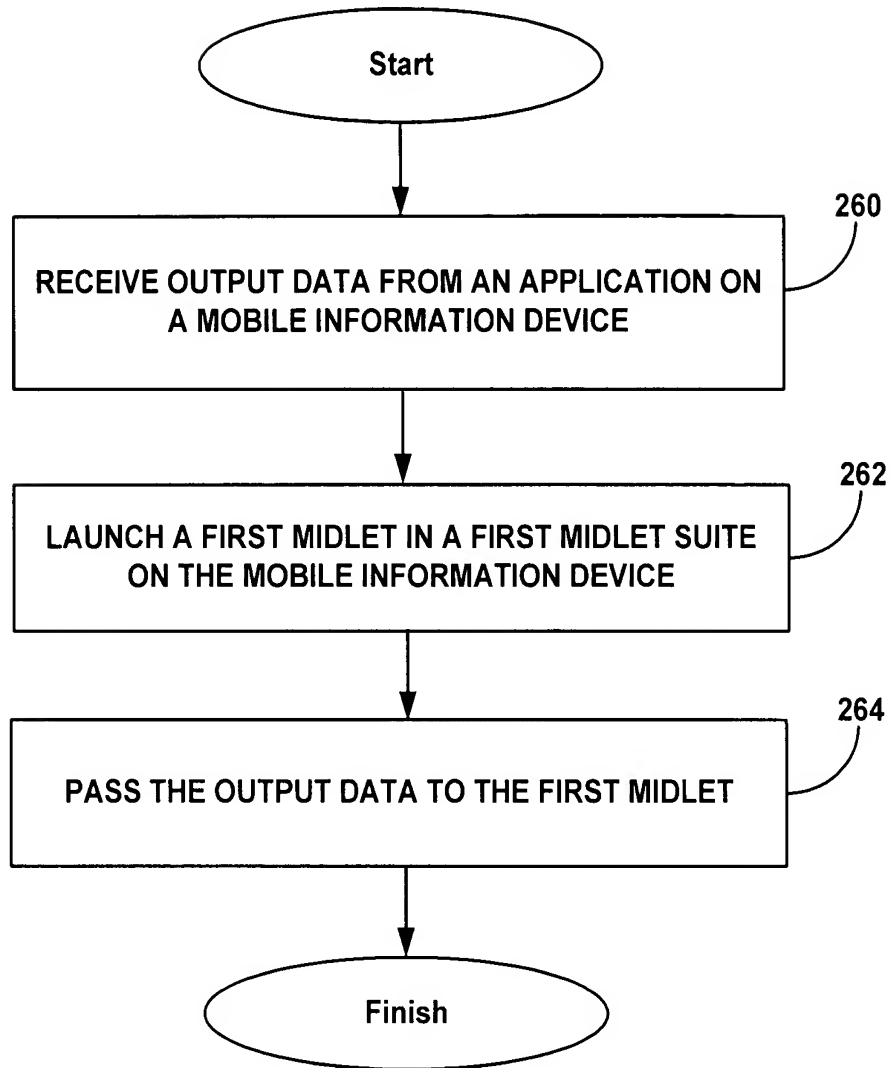 Start
260
RECEIVE OUTPUT DATA FROM AN APPLICATION ON
A MOBILE INFORMATION DEVICE
262
LAUNCH A FIRST MIDLET IN A FIRST MIDLET SUITE
ON THE MOBILE INFORMATION DEVICE
264
PASS THE OUTPUT DATA TO THE FIRST MIDLET
Finish